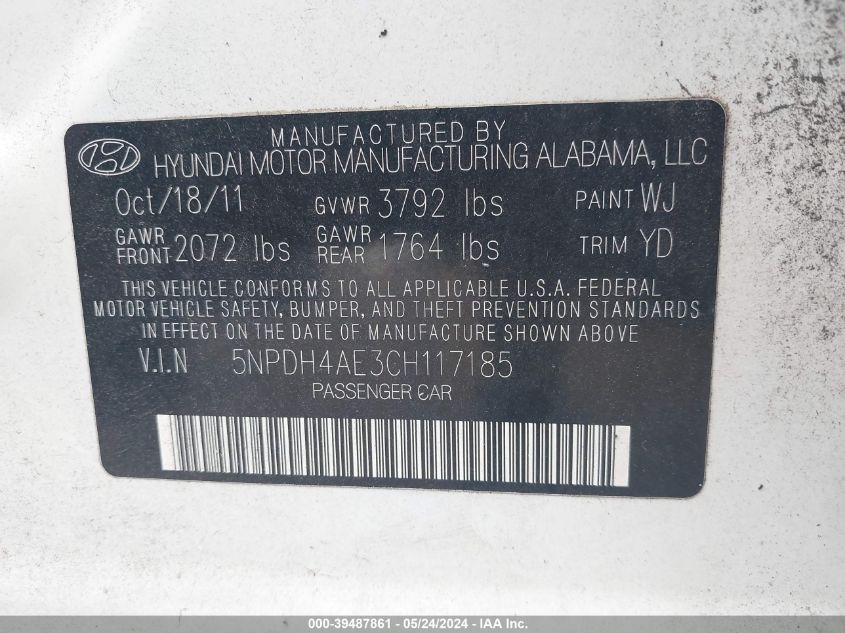 MANUFACTURED BY
HYUNDAI MOTOR MANUFACTURING ALABAMA, LLC
Oct/18/11 GVWR 3792 lbs PAINT WJ
GAWR FRONT 2072 lbs GAWR REAR 1764 lbs TRIM YD
THIS VEHICLE CONFORMS TO ALL APPLICABLE U.S.A. FEDERAL
MOTOR VEHICLE SAFETY, BUMPER, AND THEFT PREVENTION STANDARDS
IN EFFECT ON THE DATE OF MANUFACTURE SHOWN ABOVE
V.I.N 5NPDH4AE3CH117185
PASSENGER CAR
000-39487861 - 05/24/2024 - COPART.COM